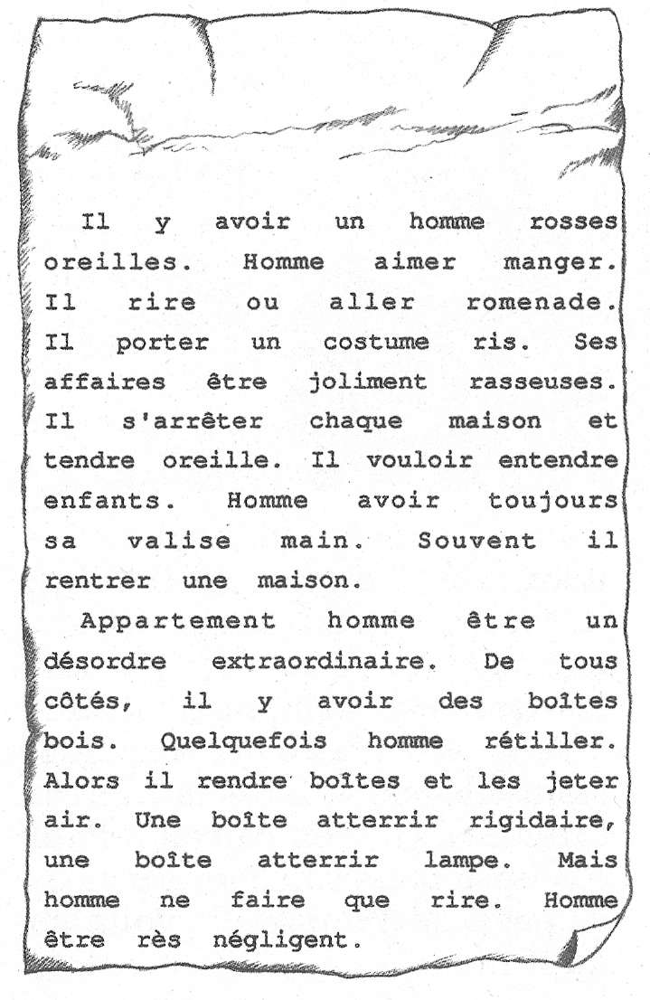 Il y avoir un homme rosses
oreilles. Homme aimer manger.
Il rire ou aller romenade.
Il porter un costume ris. Ses
affaires être joliment rasseuses.
Il s'arrêter chaque maison et
tendre oreille. Il vouloir entendre
enfants. Homme avoir toujours
sa valise main. Souvent il
rentrer une maison.
Appartement homme être un
désordre extraordinaire. De tous
côtés, il y avoir des boîtes
bois. Quelquefois homme rétiller.
Alors il rendre boîtes et les jeter
air. Une boîte atterrir rigidaire,
une boîte atterrir lampe. Mais
homme ne faire que rire. Homme
être rès négligent.